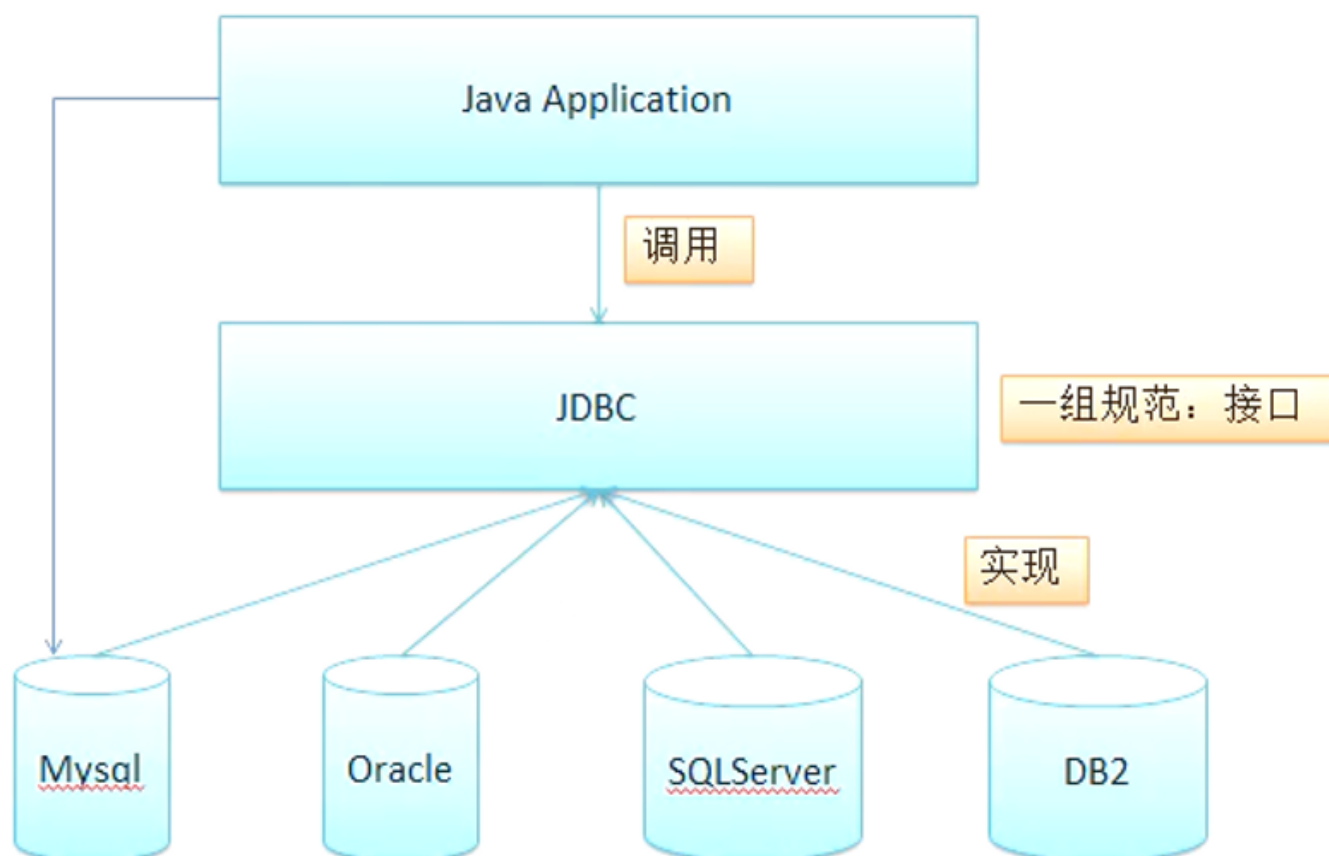 Java Application
调用
JDBC
一组规范：接口
实现
Mysql
Oracle
SQLServer
DB2